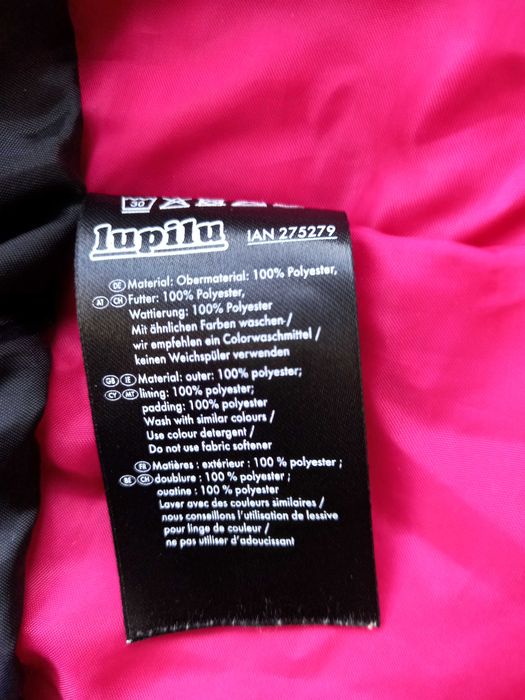 30
lupilu IAN 275279
DE Material: Obermaterial: 100% Polyester,
AT CH Futter: 100% Polyester,
Wattierung: 100% Polyester
Mit ähnlichen Farben waschen/
wir empfehlen ein Colorwaschmittel/
keinen Weichspüler verwenden
GB IE Material: outer: 100% polyester;
CY MT lining: 100% polyester;
padding: 100% polyester
Wash with similar colours/
Use colour detergent/
Do not use fabric softener
FR Matières : extérieur : 100 % polyester ;
BE CH doublure : 100 % polyester ;
ouatine : 100 % polyester
Laver avec des couleurs similaires /
nous conseillons l'utilisation de lessive
pour linge de couleur /
ne pas utiliser d'adoucissant